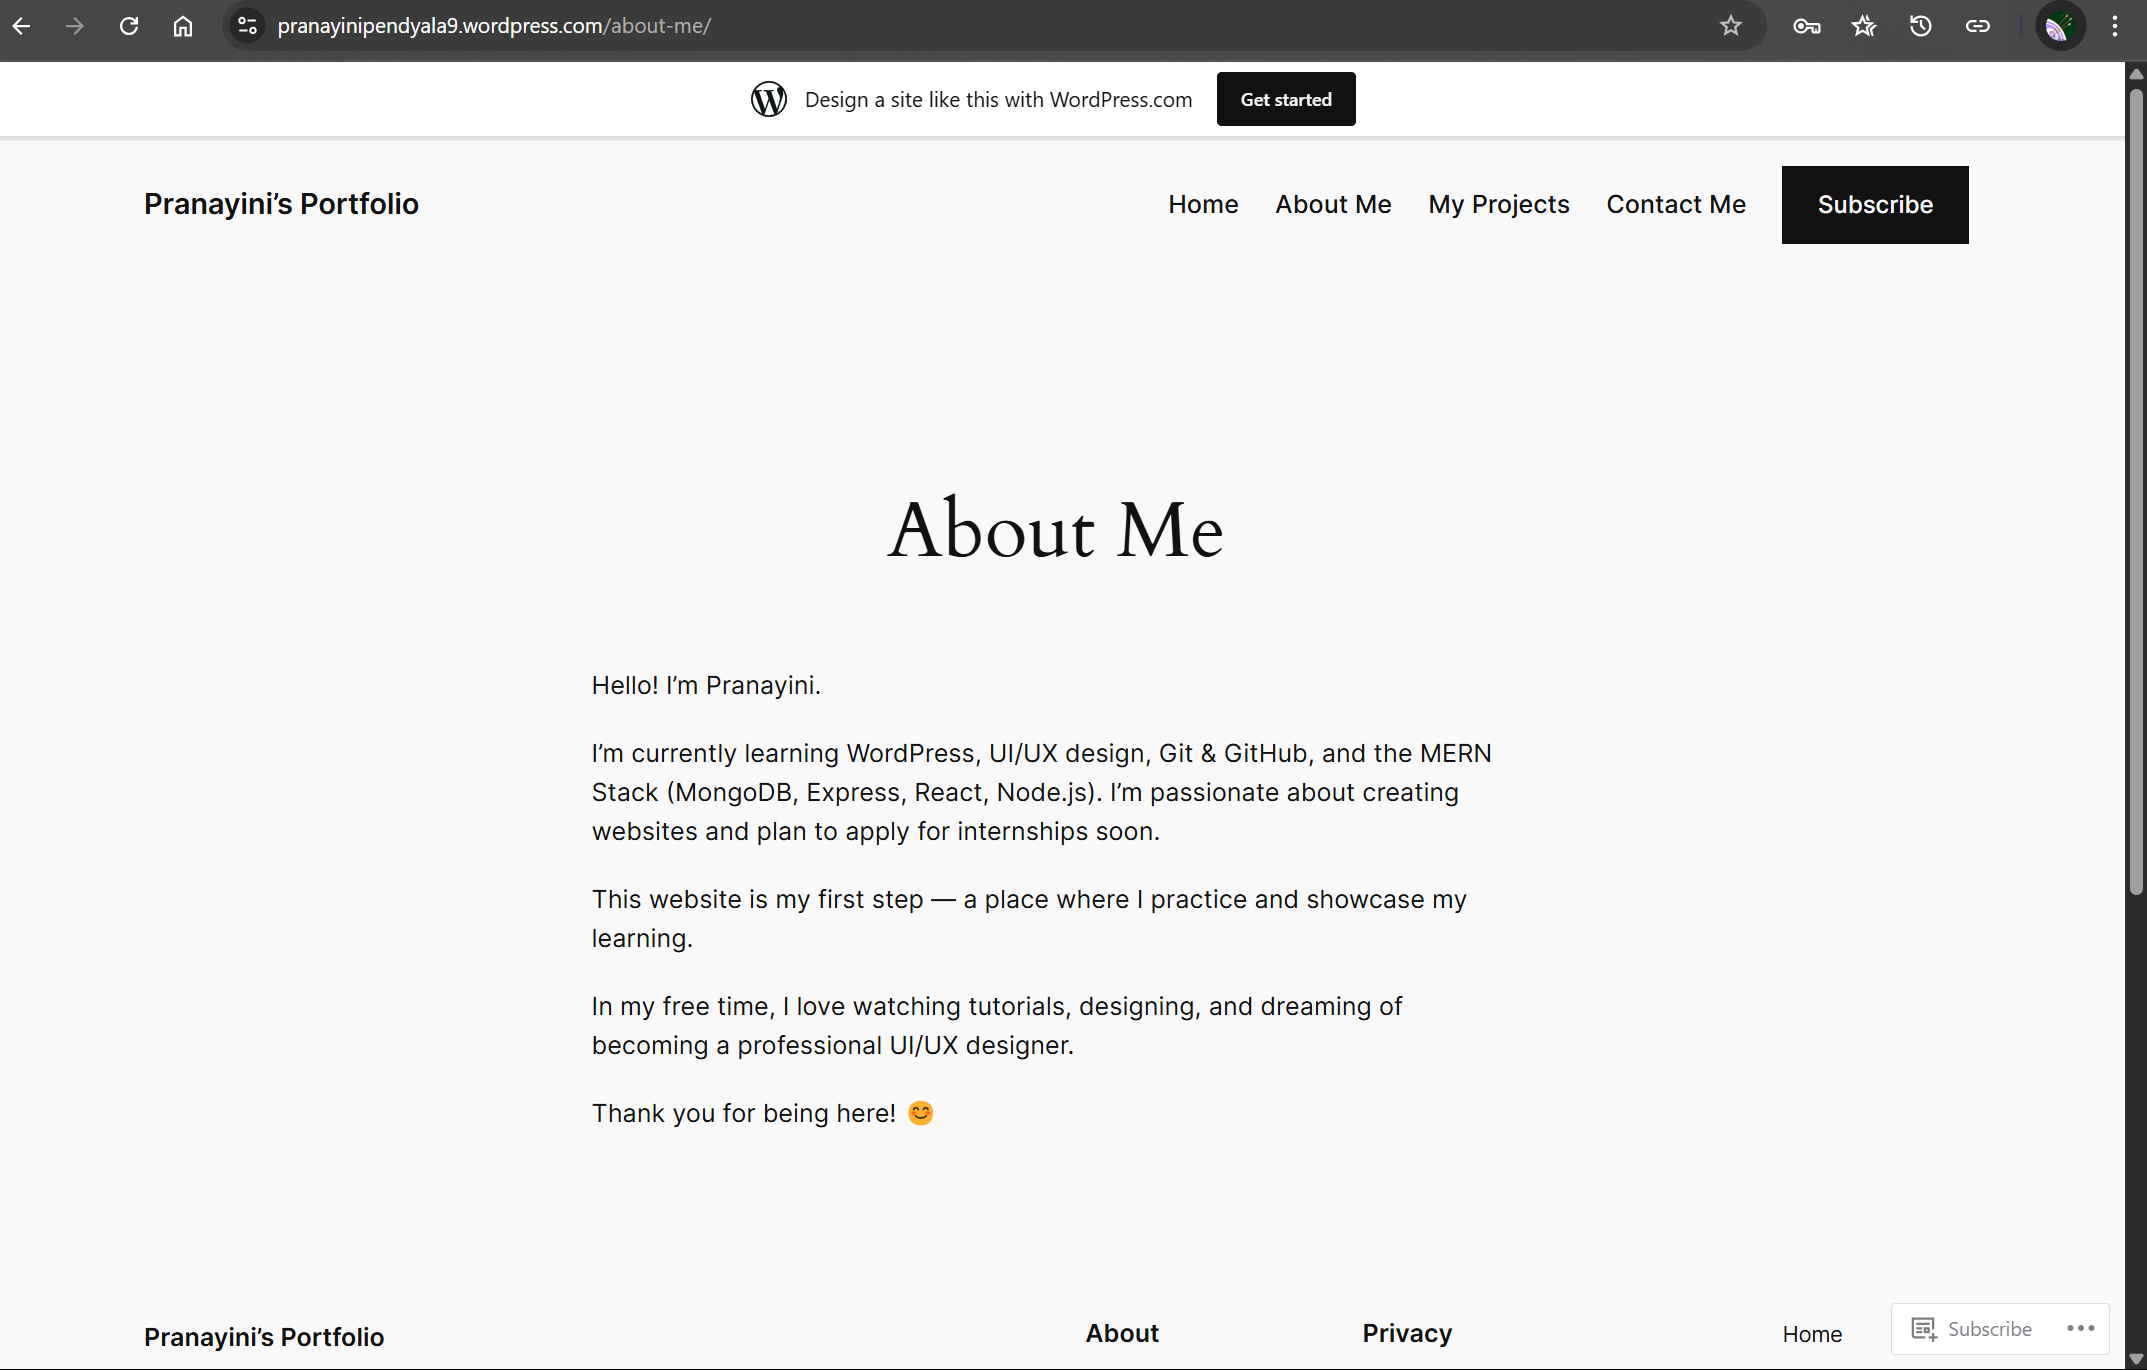 pranayinipendyala9.wordpress.com/about-me/
Design a site like this with WordPress.com
Get started
Pranayini’s Portfolio
Home
About Me
My Projects
Contact Me
Subscribe
About Me
Hello! I’m Pranayini.
I’m currently learning WordPress, UI/UX design, Git & GitHub, and the MERN
Stack (MongoDB, Express, React, Node.js). I’m passionate about creating
websites and plan to apply for internships soon.
This website is my first step — a place where I practice and showcase my
learning.
In my free time, I love watching tutorials, designing, and dreaming of
becoming a professional UI/UX designer.
Thank you for being here! 😊
Pranayini’s Portfolio
About
Privacy
Home
Subscribe